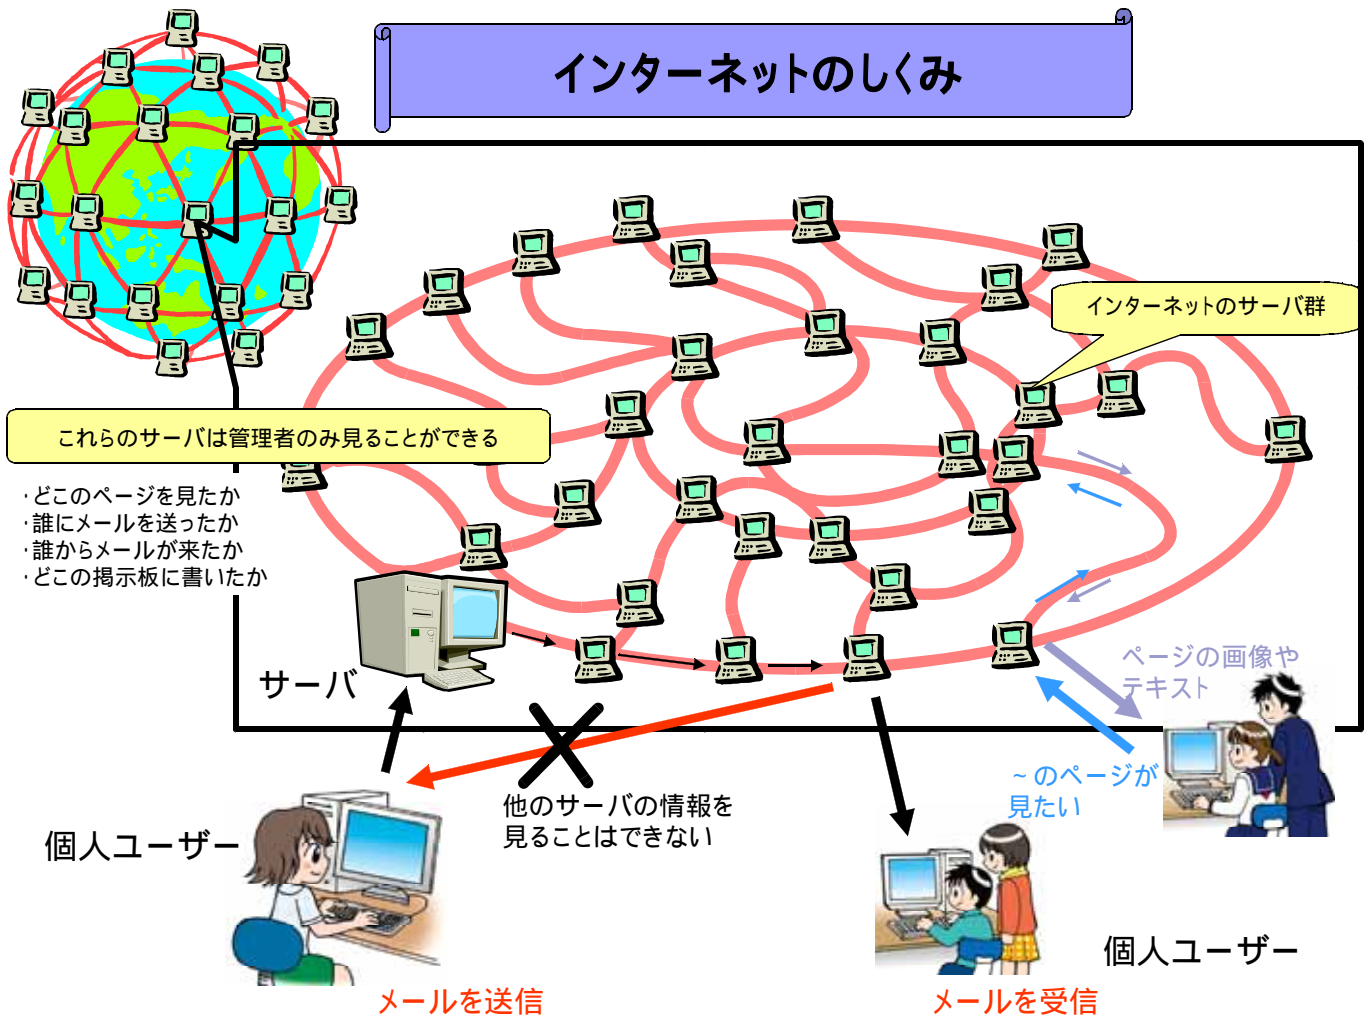 インターネットのしくみ
インターネットのサーバ群
これらのサーバは管理者のみ見ることができる
・どこのページを見たか
・誰にメールを送ったか
・誰からメールが来たか
・どこの掲示板に書いたか
サーバ
ページの画像や
テキスト
~のページが
見たい
他のサーバの情報を
見ることはできない
個人ユーザー
個人ユーザー
メールを送信
メールを受信